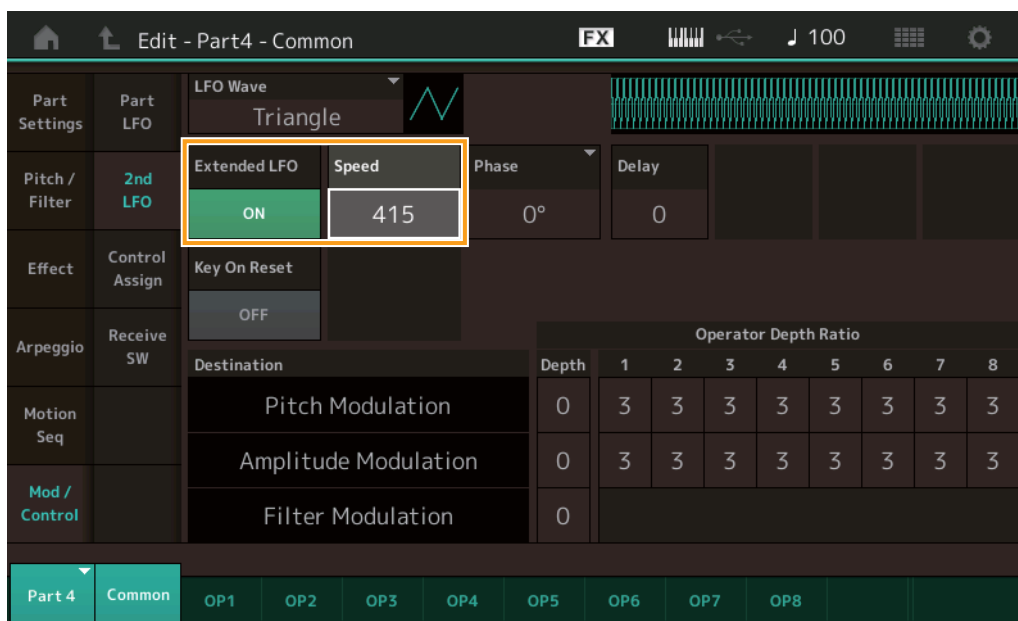 Edit - Part4 - Common
FX
♩ 100
Part
Settings
Part
LFO
LFO Wave
Triangle
Pitch /
Filter
2nd
LFO
Extended LFO
ON
Speed
415
Phase
0°
Delay
0
Effect
Control
Assign
Key On Reset
OFF
Arpeggio
Receive
SW
Operator Depth Ratio
Destination Depth 1 2 3 4 5 6 7 8
Motion
Seq
Pitch Modulation 0 3 3 3 3 3 3 3 3
Amplitude Modulation 0 3 3 3 3 3 3 3 3
Mod /
Control
Filter Modulation 0
Part 4 Common OP1 OP2 OP3 OP4 OP5 OP6 OP7 OP8